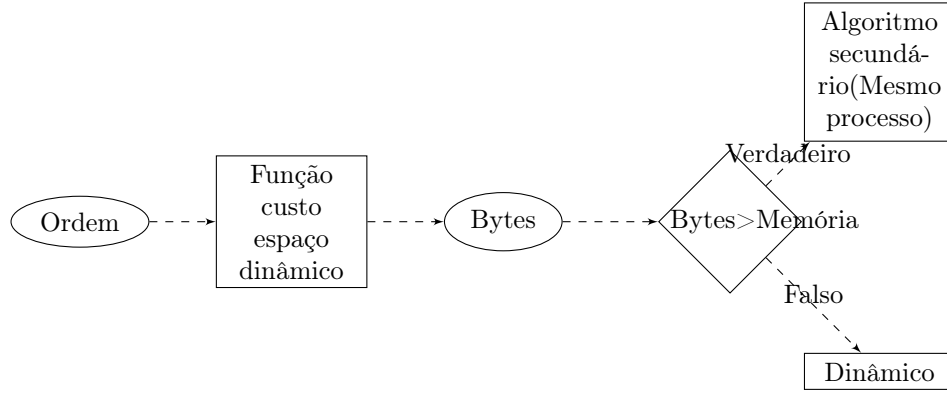 Algoritmo
secundá-
rio(Mesmo
processo)
Verdadeiro
Ordem
Função
custo
espaço
dinâmico
Bytes
Bytes>Memória
Falso
Dinâmico